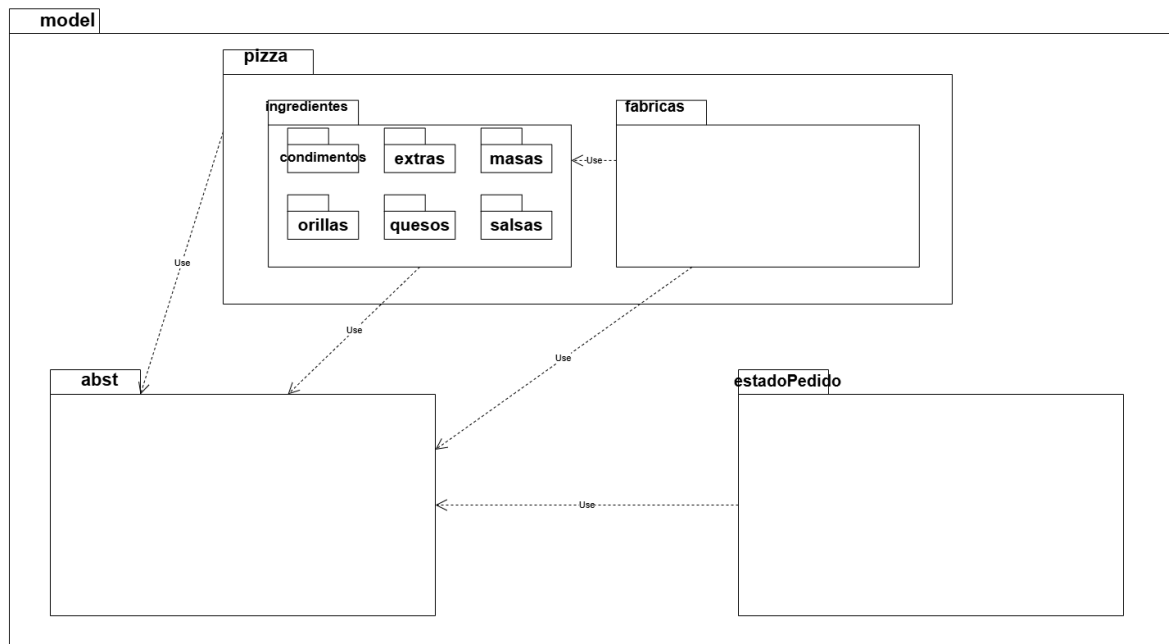 model
pizza
ingredientes
fabricas
condimentos
extras
masas
Use
orillas
quesos
salsas
Use
Use
Use
abst
estadoPedido
Use